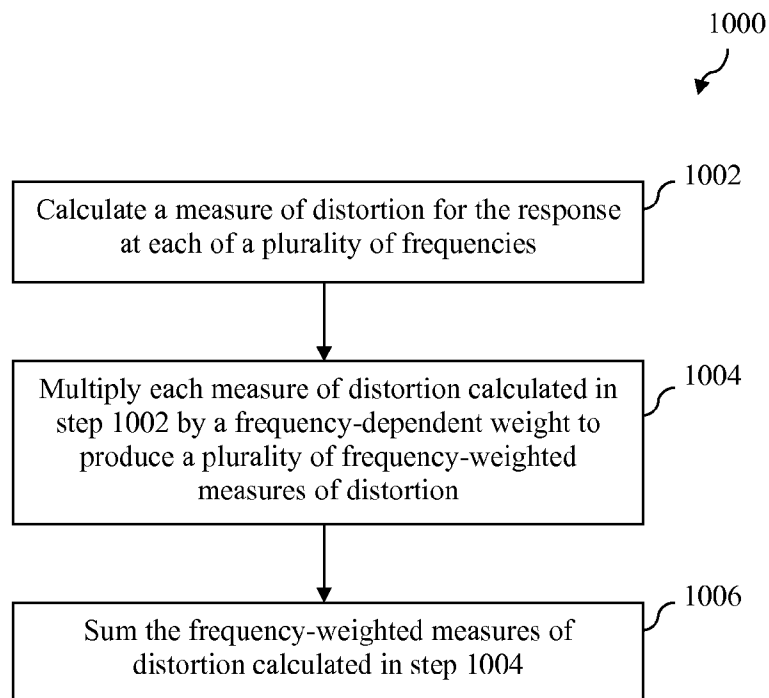 1000
1002
Calculate a measure of distortion for the response
at each of a plurality of frequencies
1004
Multiply each measure of distortion calculated in
step 1002 by a frequency-dependent weight to
produce a plurality of frequency-weighted
measures of distortion
1006
Sum the frequency-weighted measures of
distortion calculated in step 1004